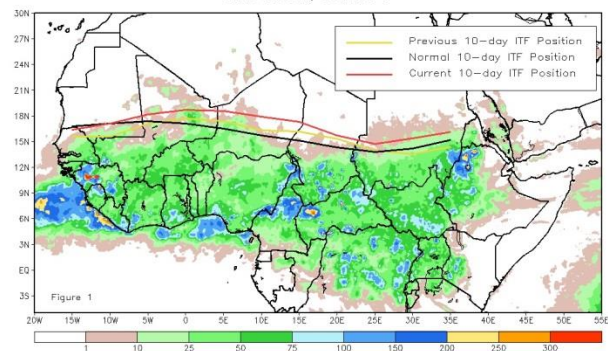 30N
27N
24N
21N
18N
15N
12N
9N
6N
3N
EQ
3S
Previous 10-day ITF Position
Normal 10-day ITF Position
Current 10-day ITF Position
Figure 1
20W 15W 10W 5W 0 5E 10E 15E 20E 25E 30E 35E 40E 45E 50E 55E
1 10 25 50 75 100 150 200 250 300